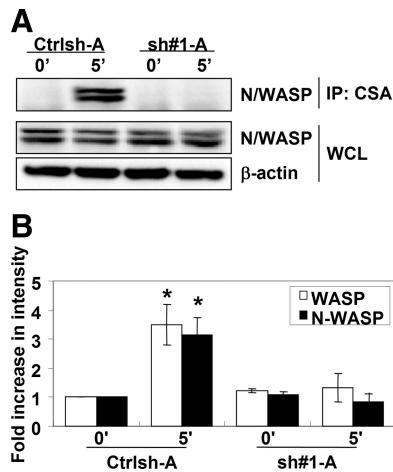 A
Ctrlsh-A sh#1-A
0' 5' 0' 5'
N/WASP IP: CSA
N/WASP
WCL
β-actin
B
Fold increase in intensity
5
4
3
2
1
0
* *
WASP
N-WASP
0' 5' 0' 5'
Ctrlsh-A sh#1-A